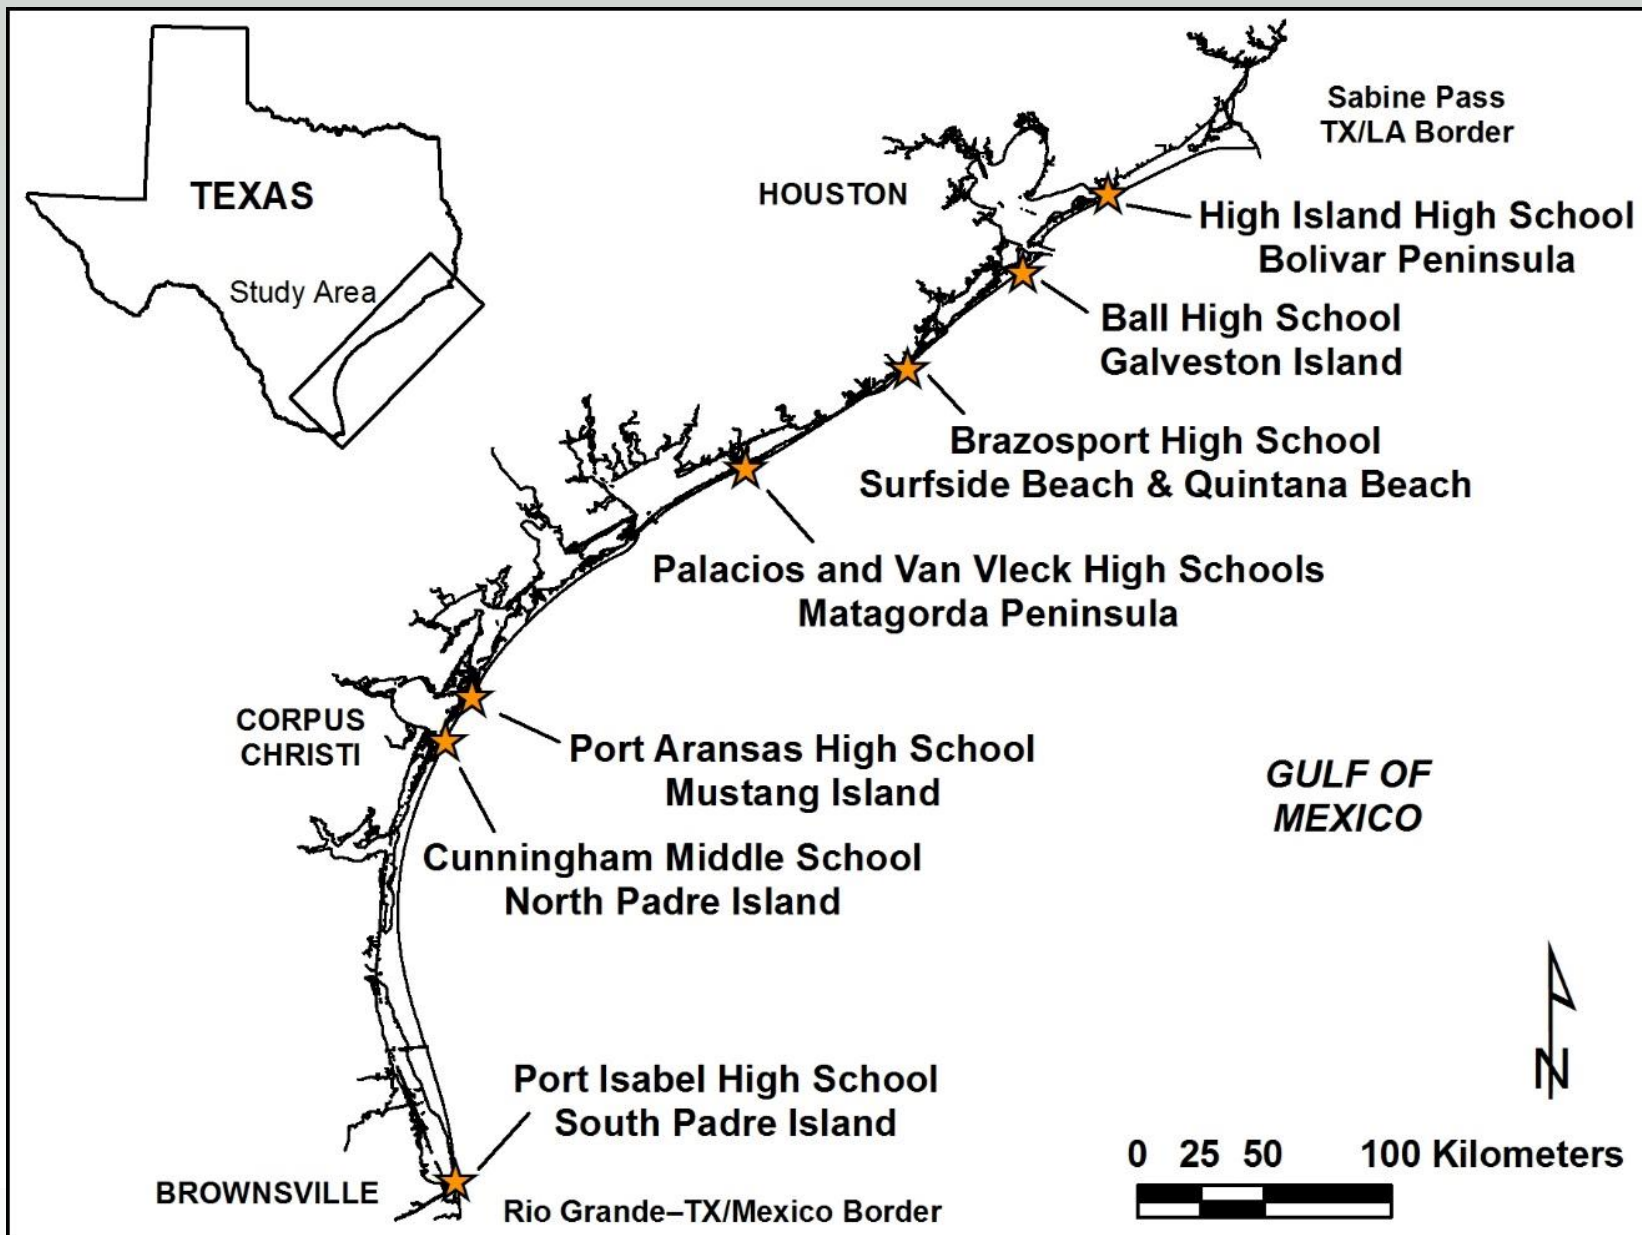 TEXAS
Study Area
Sabine Pass
TX/LA Border
HOUSTON
High Island High School
Bolivar Peninsula
Ball High School
Galveston Island
Brazosport High School
Surfside Beach & Quintana Beach
Palacios and Van Vleck High Schools
Matagorda Peninsula
CORPUS
CHRISTI
Port Aransas High School
Mustang Island
GULF OF
MEXICO
Cunningham Middle School
North Padre Island
Port Isabel High School
South Padre Island
N
BROWNSVILLE
Rio Grande–TX/Mexico Border
0 25 50 100 Kilometers